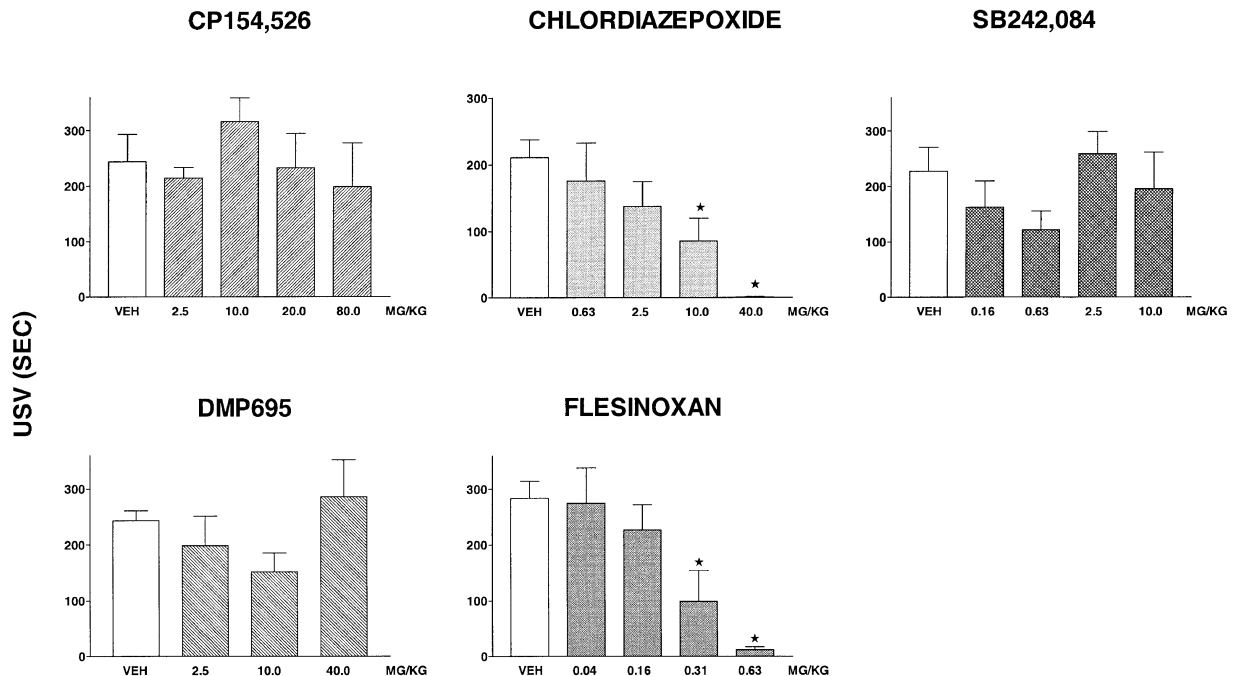 CP154,526
CHLORDIAZEPOXIDE
SB242,084
300
200
100
0
VEH 2.5 10.0 20.0 80.0 MG/KG
300
200
100
0
VEH 0.63 2.5 10.0 40.0 MG/KG
300
200
100
0
VEH 0.16 0.63 2.5 10.0 MG/KG
USV (SEC)
DMP695
FLESINOXAN
300
200
100
0
VEH 2.5 10.0 40.0 MG/KG
300
200
100
0
VEH 0.04 0.16 0.31 0.63 MG/KG